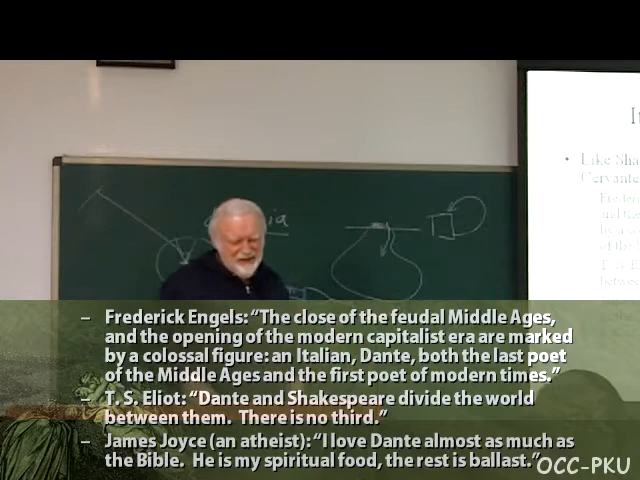 It
• Like Sha
Cervante
– Frederick Engels: “The close of the feudal Middle Ages,
and the opening of the modern capitalist era are marked
by a colossal figure: an Italian, Dante, both the last poet
of the Middle Ages and the first poet of modern times.”
– T. S. Eliot: “Dante and Shakespeare divide the world
between them.  There is no third.”
– James Joyce (an atheist): “I love Dante almost as much as
the Bible.  He is my spiritual food, the rest is ballast.”
OCC-PKU